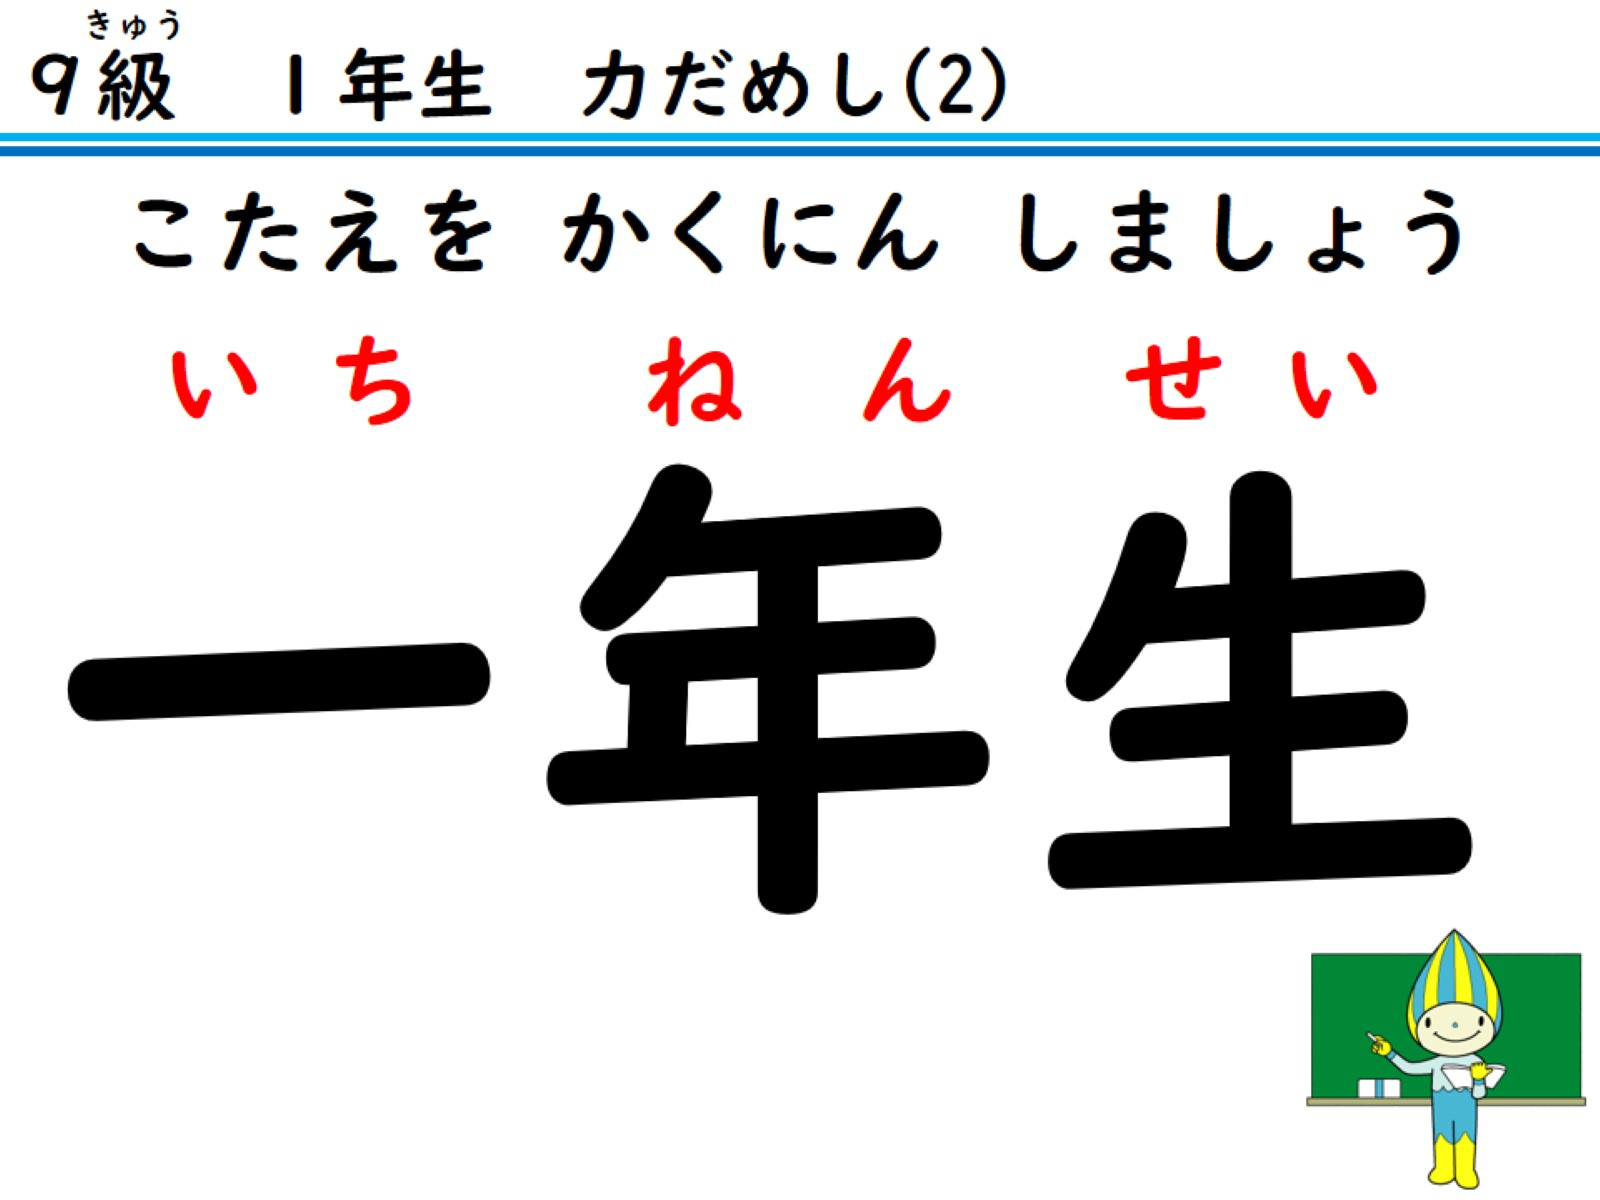 きゅう
9級　1年生　力だめし(2)
こたえを かくにん しましょう
いち ねん せい
一年生